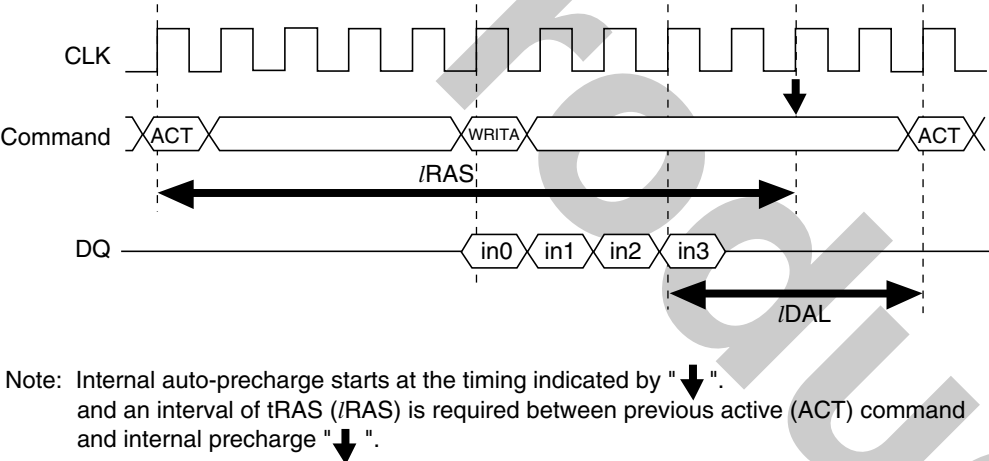 CLK
Command ACT WRITA ACT
lRAS
DQ in0 in1 in2 in3
lDAL
Note: Internal auto-precharge starts at the timing indicated by " ".
and an interval of tRAS (lRAS) is required between previous active (ACT) command
and internal precharge " ".